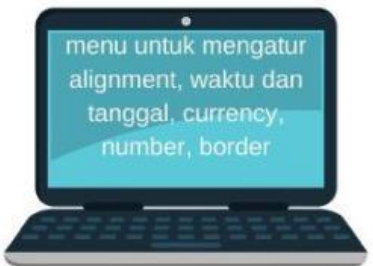 menu untuk mengatur
alignment, waktu dan
tanggal, currency,
number, border